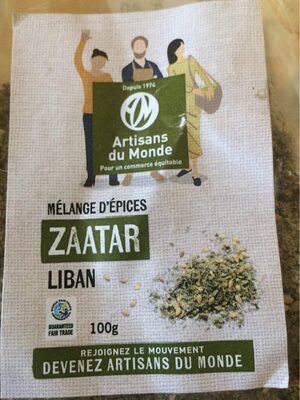 Depuis 1974
Artisans
du Monde
Pour un commerce équitable
MÉLANGE D'ÉPICES
ZAATAR
LIBAN
GUARANTEED
FAIR TRADE
100g
REJOIGNEZ LE MOUVEMENT
DEVENEZ ARTISANS DU MONDE